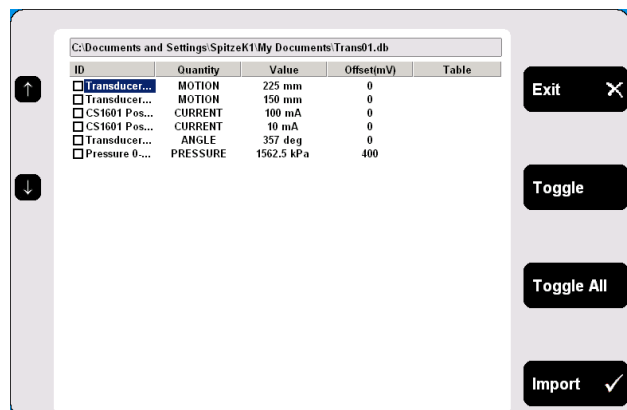 C:\Documents and Settings\SpitzeK1\My Documents\Trans01.db
ID Quantity Value Offset(mV) Table
Transducer... MOTION 225 mm 0
Transducer... MOTION 150 mm 0
CS1601 Pos... CURRENT 100 mA 0
CS1601 Pos... CURRENT 10 mA 0
Transducer... ANGLE 357 deg 0
Pressure 0-... PRESSURE 1562.5 kPa 400
Exit
Toggle
Toggle All
Import